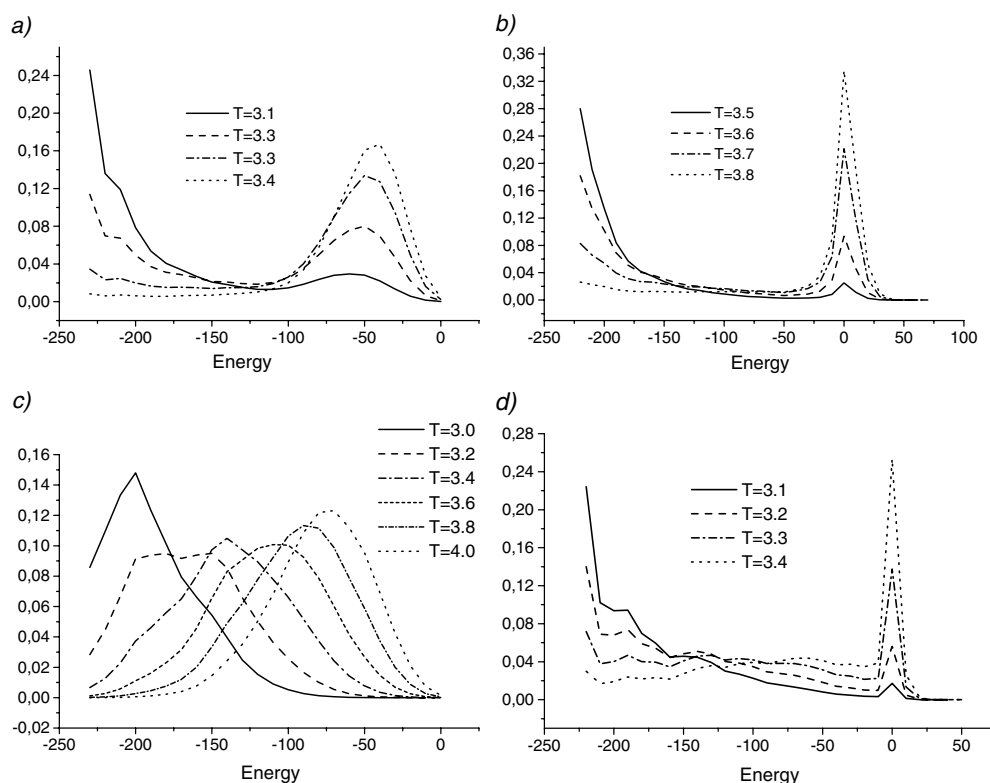 a)
0,24
0,20
0,16
0,12
0,08
0,04
0,00
T=3.1
T=3.3
T=3.3
T=3.4
-250 -200 -150 -100 -50 0
Energy
b)
0,36
0,32
0,28
0,24
0,20
0,16
0,12
0,08
0,04
0,00
T=3.5
T=3.6
T=3.7
T=3.8
-250 -200 -150 -100 -50 0 50 100
Energy
c)
0,16
0,14
0,12
0,10
0,08
0,06
0,04
0,02
0,00
-0,02
T=3.0
T=3.2
T=3.4
T=3.6
T=3.8
T=4.0
-250 -200 -150 -100 -50 0
Energy
d)
0,28
0,24
0,20
0,16
0,12
0,08
0,04
0,00
T=3.1
T=3.2
T=3.3
T=3.4
-250 -200 -150 -100 -50 0 50
Energy